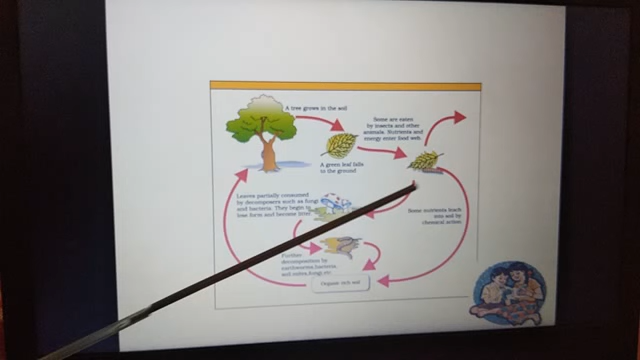 A tree grows in the soil
Some are eaten
by insects and other
animals. Nutrients and
energy enter food web.
A green leaf falls
to the ground
Leaves partially consumed
by decomposers such as fungi
and bacteria. They begin to
lose form and become litter
Some nutrients leach
into soil by
chemical action
Further
decomposition by
earthworms, bacteria,
and mites, fungi, etc
Organic rich soil